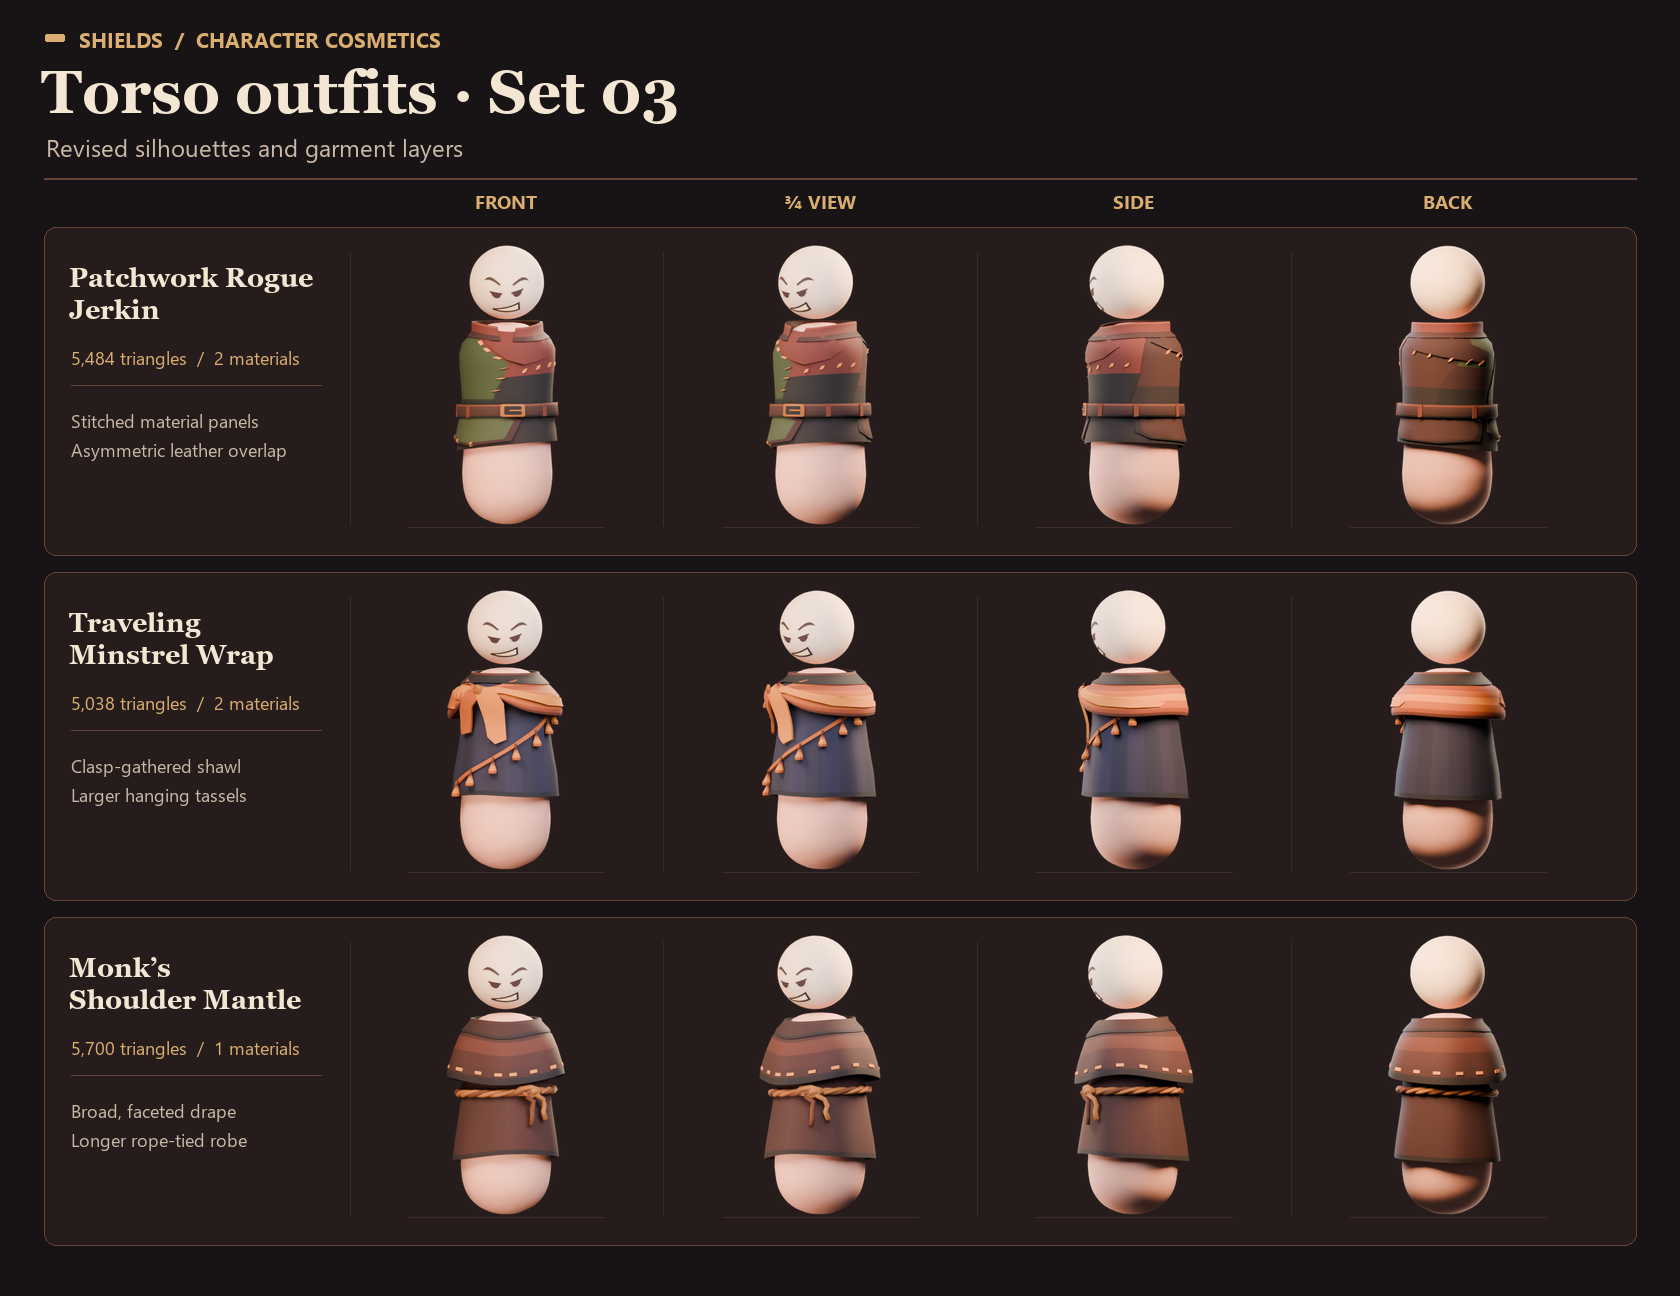 SHIELDS / CHARACTER COSMETICS
Torso outfits · Set 03
Revised silhouettes and garment layers
FRONT
¾ VIEW
SIDE
BACK
Patchwork Rogue
Jerkin
5,484 triangles / 2 materials
Stitched material panels
Asymmetric leather overlap
Traveling
Minstrel Wrap
5,038 triangles / 2 materials
Clasp-gathered shawl
Larger hanging tassels
Monk’s
Shoulder Mantle
5,700 triangles / 1 materials
Broad, faceted drape
Longer rope-tied robe